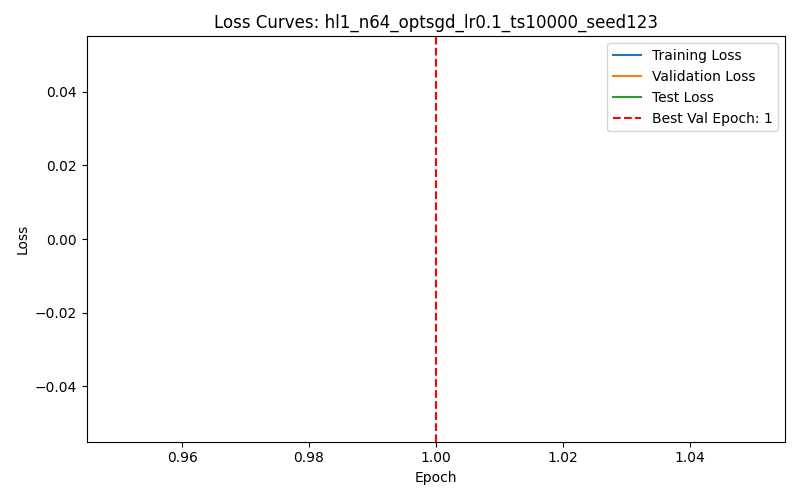 Loss Curves: hl1_n64_optsgd_lr0.1_ts10000_seed123
Training Loss
Validation Loss
Test Loss
Best Val Epoch: 1
Loss
0.04
0.02
0.00
−0.02
−0.04
0.96 0.98 1.00 1.02 1.04
Epoch